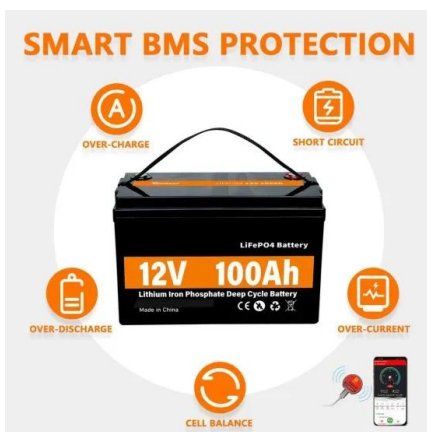 SMART BMS PROTECTION
A
OVER-CHARGE
SHORT CIRCUIT
LiFePO4 Battery
12V 100Ah
Lithium Iron Phosphate Deep Cycle Battery
Made in China
CE
OVER-DISCHARGE
OVER-CURRENT
CELL BALANCE